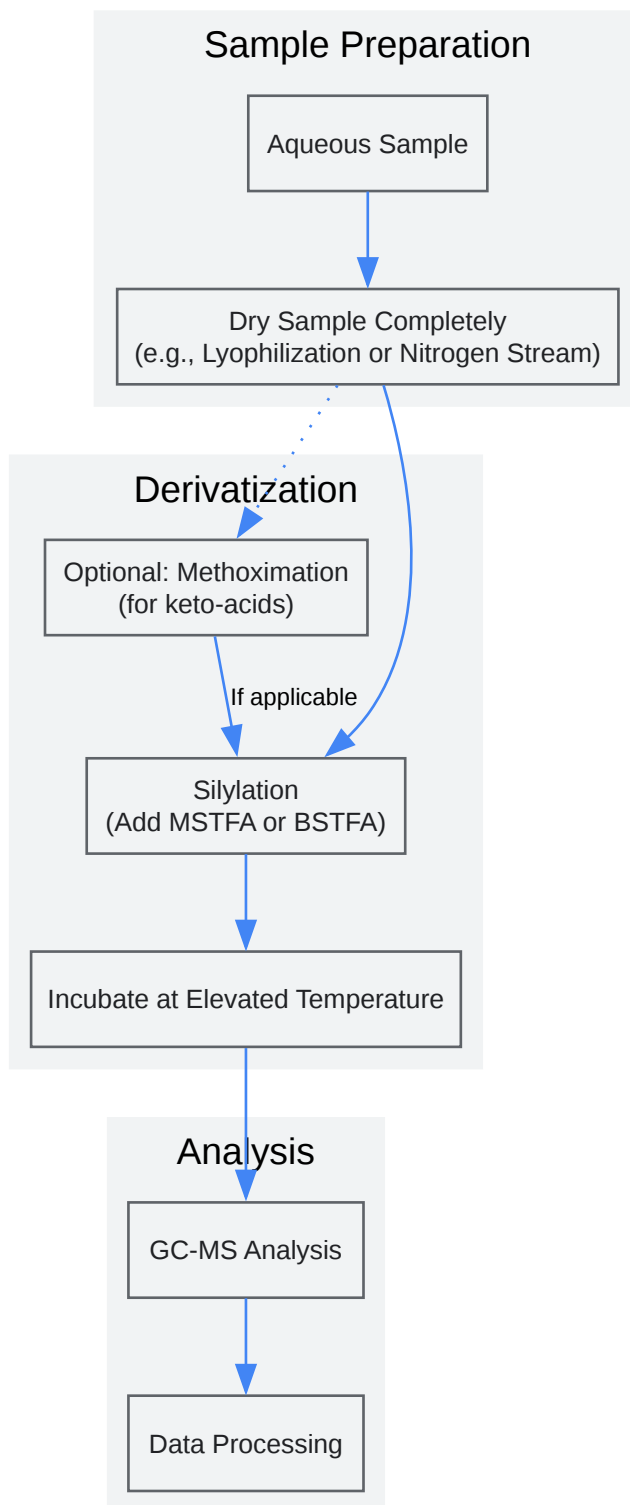 Sample Preparation
Aqueous Sample
Dry Sample Completely
(e.g., Lyophilization or Nitrogen Stream)
Derivatization
Optional: Methoximation
(for keto-acids)
If applicable
Silylation
(Add MSTFA or BSTFA)
Incubate at Elevated Temperature
Analysis
GC-MS Analysis
Data Processing